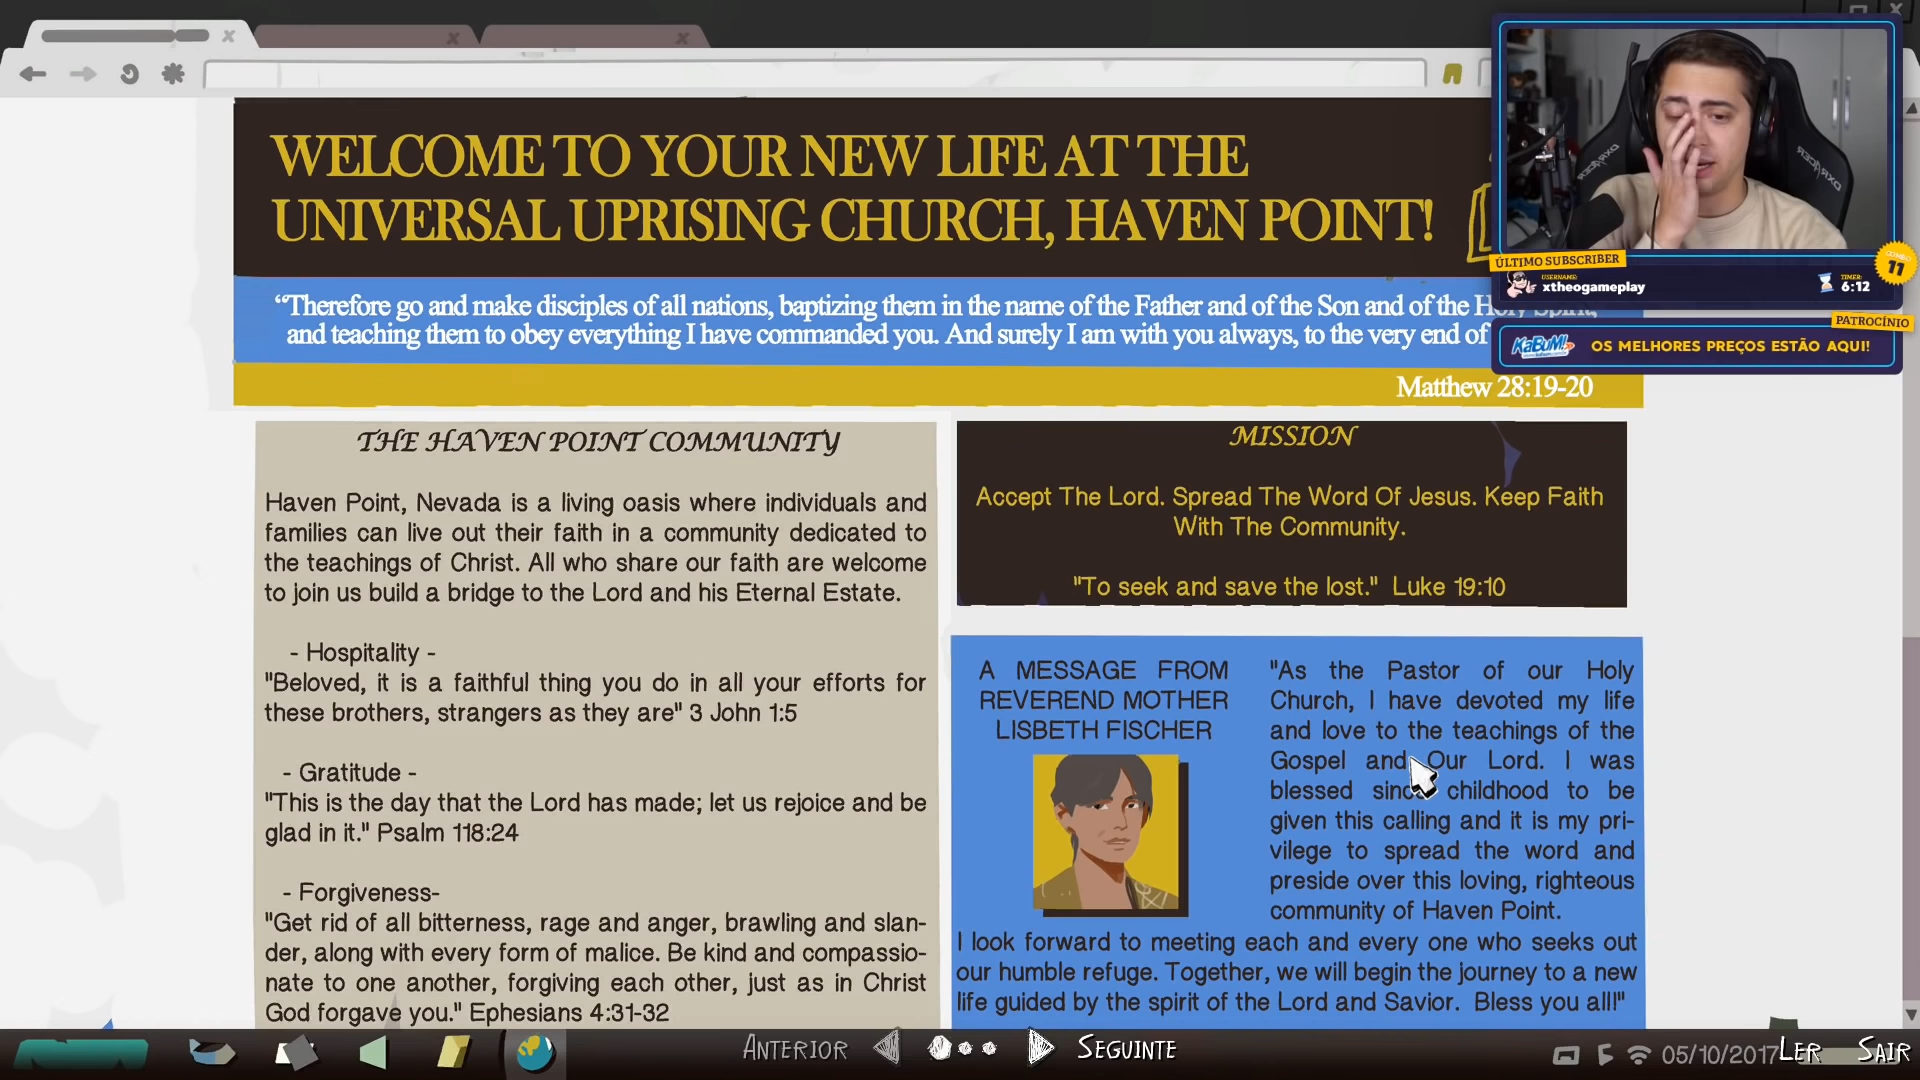 WELCOME TO YOUR NEW LIFE AT THE
UNIVERSAL UPRISING CHURCH, HAVEN POINT!
“Therefore go and make disciples of all nations, baptizing them in the name of the Father and of the Son and of the Holy Spirit,
and teaching them to obey everything I have commanded you. And surely I am with you always, to the very end of
Matthew 28:19-20
THE HAVEN POINT COMMUNITY
Haven Point, Nevada is a living oasis where individuals and
families can live out their faith in a community dedicated to
the teachings of Christ. All who share our faith are welcome
to join us build a bridge to the Lord and his Eternal Estate.
- Hospitality -
"Beloved, it is a faithful thing you do in all your efforts for
these brothers, strangers as they are" 3 John 1:5
- Gratitude -
"This is the day that the Lord has made; let us rejoice and be
glad in it." Psalm 118:24
- Forgiveness-
"Get rid of all bitterness, rage and anger, brawling and slan-
der, along with every form of malice. Be kind and compassio-
nate to one another, forgiving each other, just as in Christ
God forgave you." Ephesians 4:31-32
MISSION
Accept The Lord. Spread The Word Of Jesus. Keep Faith
With The Community.
"To seek and save the lost." Luke 19:10
A MESSAGE FROM
REVEREND MOTHER
LISBETH FISCHER
"As the Pastor of our Holy
Church, I have devoted my life
and love to the teachings of the
Gospel and Our Lord. I was
blessed since childhood to be
given this calling and it is my pri-
vilege to spread the word and
preside over this loving, righteous
community of Haven Point.
I look forward to meeting each and every one who seeks out
our humble refuge. Together, we will begin the journey to a new
life guided by the spirit of the Lord and Savior. Bless you all!"
DXRACER
DXRACER
ÚLTIMO SUBSCRIBER
USERNAME:
xtheogameplay
TIMER:
6:12
COMBO
11
PATROCÍNIO
KaBuM!
OS MELHORES PREÇOS ESTÃO AQUI!
ANTERIOR
SEGUINTE
05/10/2017
LER
SAIR